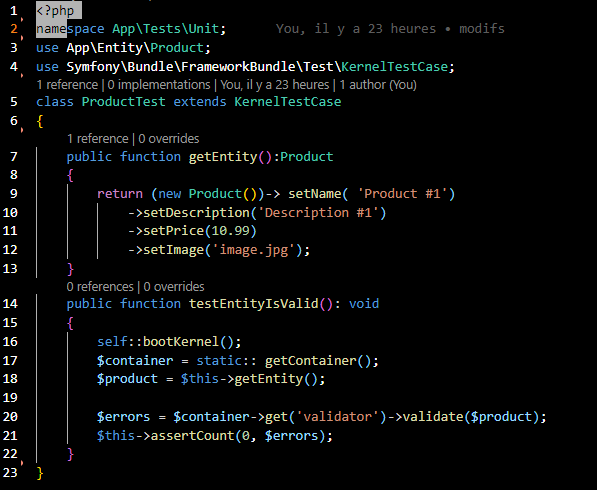 1 <?php
2 namespace App\Tests\Unit; You, il y a 23 heures • modifs
3 use App\Entity\Product;
4 use Symfony\Bundle\FrameworkBundle\Test\KernelTestCase;
1 reference | 0 implementations | You, il y a 23 heures | 1 author (You)
5 class ProductTest extends KernelTestCase
6 {
1 reference | 0 overrides
7 public function getEntity():Product
8 {
9 return (new Product())-> setName( 'Product #1')
10 ->setDescription('Description #1')
11 ->setPrice(10.99)
12 ->setImage('image.jpg');
13 }
0 references | 0 overrides
14 public function testEntityIsValid(): void
15 {
16 self::bootKernel();
17 $container = static:: getContainer();
18 $product = $this->getEntity();
19
20 $errors = $container->get('validator')->validate($product);
21 $this->assertCount(0, $errors);
22 }
23 }